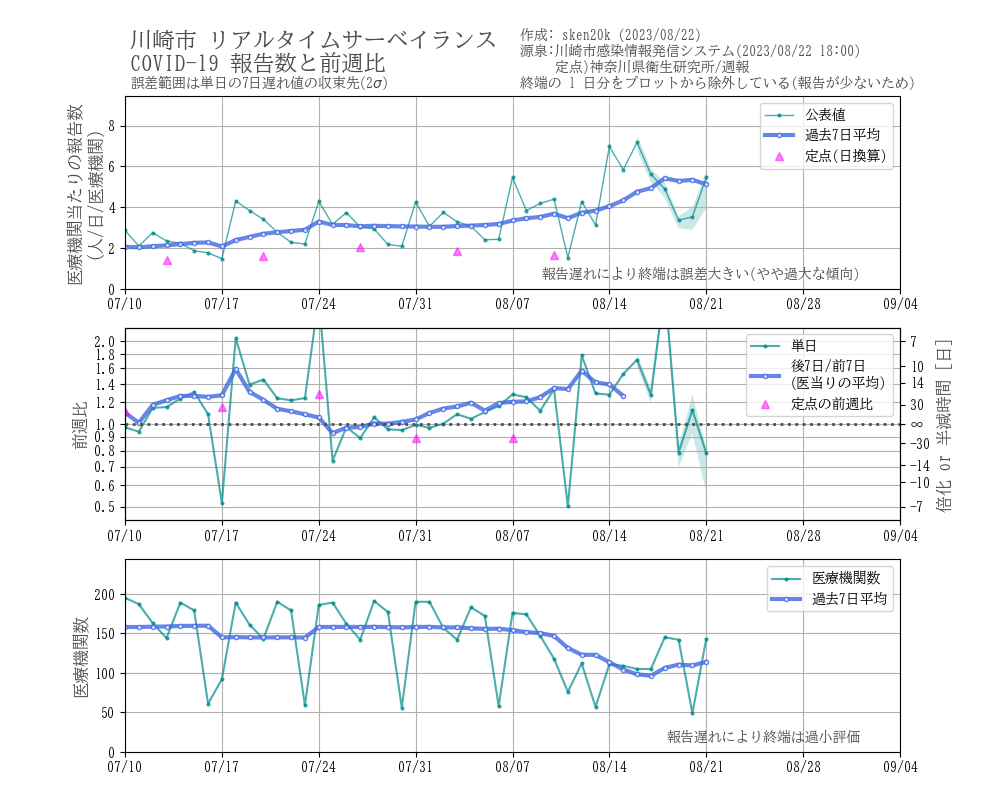 川崎市 リアルタイムサーベイランス
COVID-19 報告数と前週比
誤差範囲は単日の7日遅れ値の収束先(2σ)
作成: sken20k (2023/08/22)
源泉:川崎市感染情報発信システム(2023/08/22 18:00)
定点)神奈川県衛生研究所/週報
終端の 1 日分をプロットから除外している(報告が少ないため)
医療機関当たりの報告数
(人/日/医療機関)
8
6
4
2
0
公表値
過去7日平均
定点(日換算)
報告遅れにより終端は誤差大きい(やや過大な傾向)
07/10 07/17 07/24 07/31 08/07 08/14 08/21 08/28 09/04
前週比
2.0
1.8
1.6
1.4
1.2
1.0
0.9
0.8
0.7
0.6
0.5
単日
後7日/前7日
(医当りの平均)
定点の前週比
7
10
14
30
∞
-30
-14
-10
-7
倍化 or 半減時間 [日]
07/10 07/17 07/24 07/31 08/07 08/14 08/21 08/28 09/04
医療機関数
200
150
100
50
0
医療機関数
過去7日平均
報告遅れにより終端は過小評価
07/10 07/17 07/24 07/31 08/07 08/14 08/21 08/28 09/04